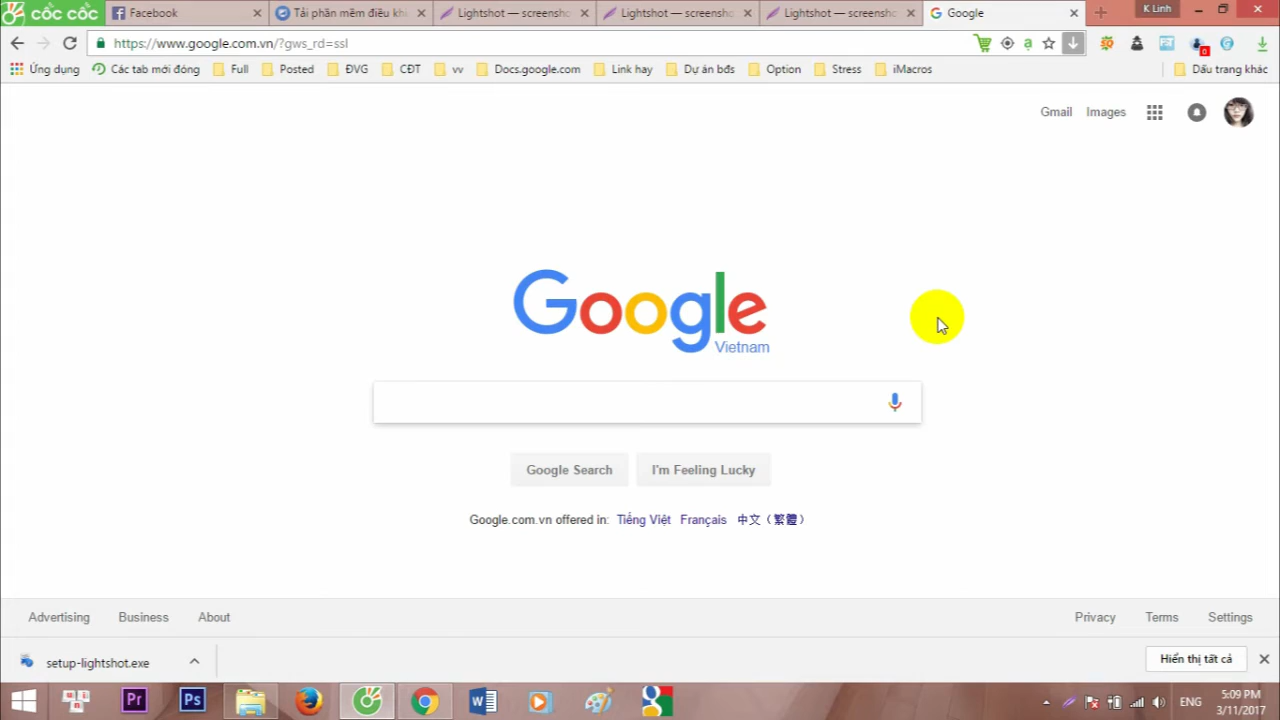 cốc cốc
Facebook
Tải phần mềm điều khi
Lightshot — screensho
Lightshot — screensho
Lightshot — screensho
Google
K Linh
https://www.google.com.vn/?gws_rd=ssl
Ứng dụng
Các tab mới đóng
Full
Posted
ĐVG
CĐT
vv
Docs.google.com
Link hay
Dự án bđs
Option
Stress
iMacros
Dấu trang khác
Gmail
Images
Google
Vietnam
Google Search
I'm Feeling Lucky
Google.com.vn offered in: Tiếng Việt Français 中文（繁體）
Advertising
Business
About
Privacy
Terms
Settings
setup-lightshot.exe
Hiển thị tất cả
Pr
Ps
ENG
5:09 PM
3/11/2017